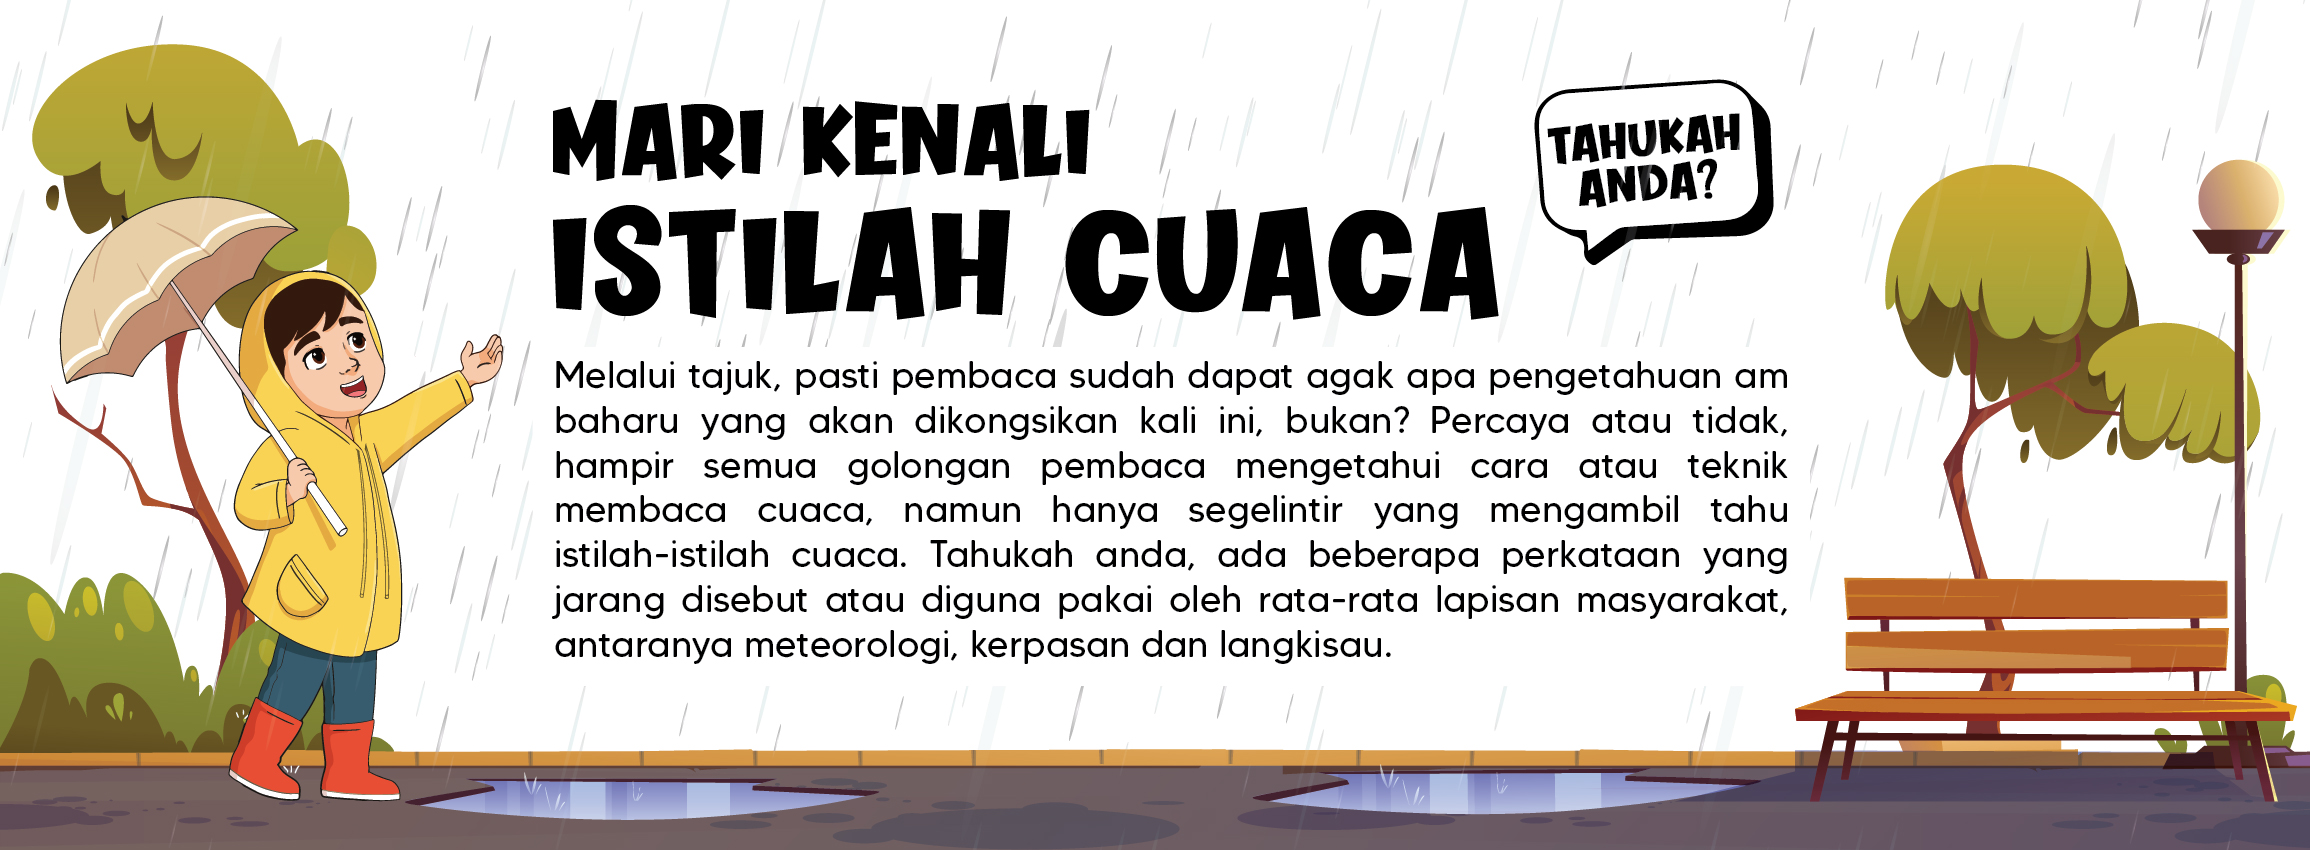 MARI KENALI
ISTILAH CUACA
TAHUKAH
ANDA?
Melalui tajuk, pasti pembaca sudah dapat agak apa pengetahuan am
baharu yang akan dikongsikan kali ini, bukan? Percaya atau tidak,
hampir semua golongan pembaca mengetahui cara atau teknik
membaca cuaca, namun hanya segelintir yang mengambil tahu
istilah-istilah cuaca. Tahukah anda, ada beberapa perkataan yang
jarang disebut atau diguna pakai oleh rata-rata lapisan masyarakat,
antaranya meteorologi, kerpasan dan langkisau.